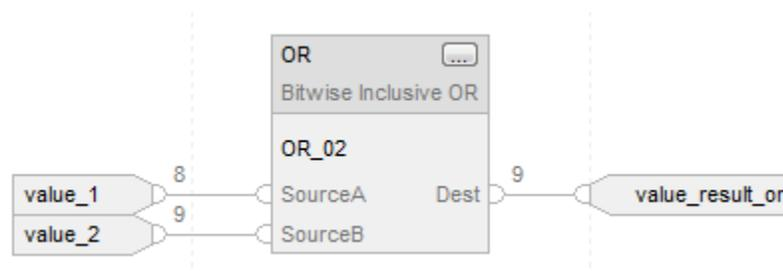 OR ...
Bitwise Inclusive OR
OR_02
8 9
value_1 SourceA Dest value_result_or
9
value_2 SourceB